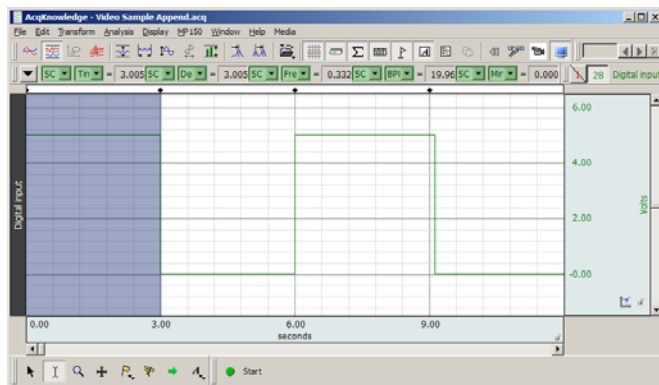 AcqKnowledge - Video Sample Append.acq
File Edit Transform Analysis Display MP150 Window Help Media
SC Tin = 3.005 SC De = 3.005 SC Fre = 0.332 SC BPI = 19.96 SC Mir = 0.000 28 Digital input
6.00
4.00
Digital input
Volts
2.00
-0.00
0.00 3.00 6.00 9.00
seconds
Start